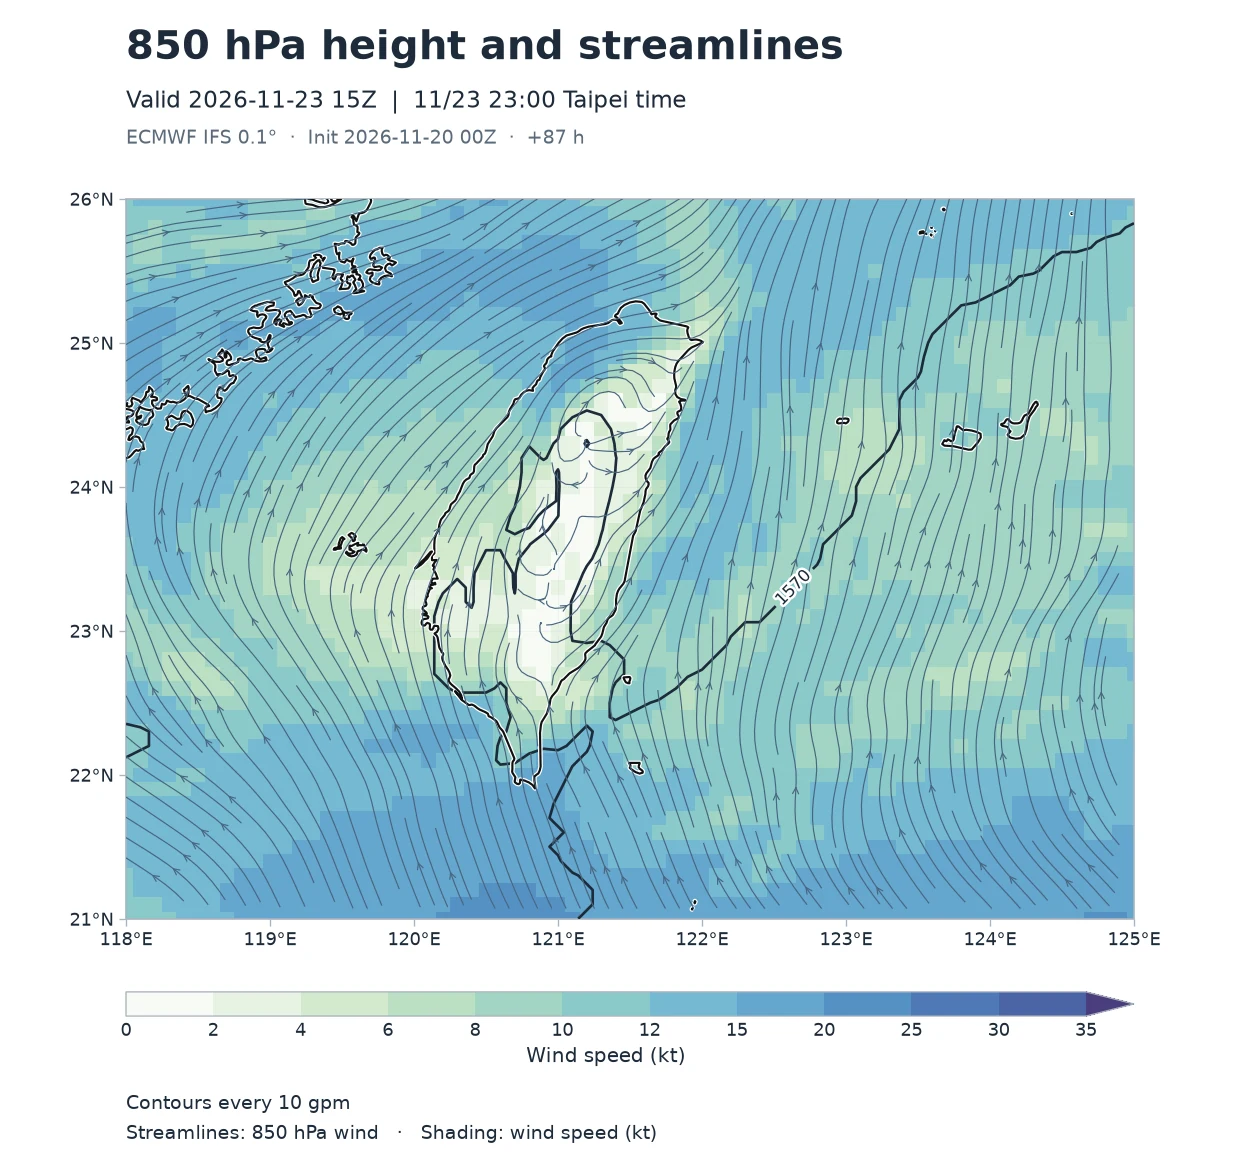 850 hPa height and streamlines
Valid 2026-11-23 15Z | 11/23 23:00 Taipei time
ECMWF IFS 0.1° · Init 2026-11-20 00Z · +87 h
26°N
25°N
24°N
23°N
22°N
21°N
1570
118°E 119°E 120°E 121°E 122°E 123°E 124°E 125°E
0 2 4 6 8 10 12 15 20 25 30 35
Wind speed (kt)
Contours every 10 gpm
Streamlines: 850 hPa wind · Shading: wind speed (kt)